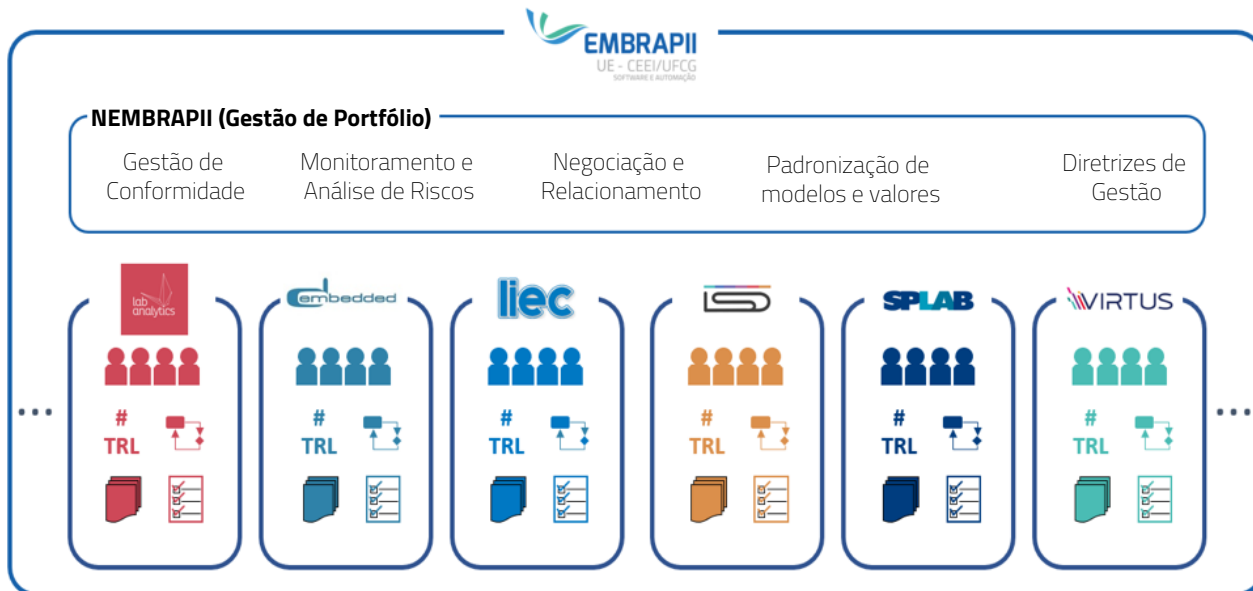 EMBRAPII
UE - CEEI/UFCG
SOFTWARE E AUTOMAÇÃO
NEMBRAPII (Gestão de Portfólio)
Gestão de
Conformidade
Monitoramento e
Análise de Riscos
Negociação e
Relacionamento
Padronização de
modelos e valores
Diretrizes de
Gestão
lab
analytics
embedded
liec
LSD
SPLAB
VIRTUS
...
#
TRL
#
TRL
#
TRL
#
TRL
#
TRL
#
TRL
...